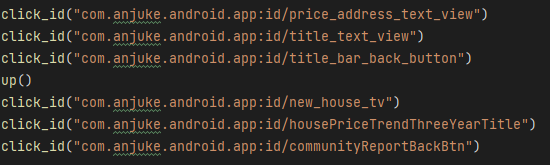 click_id("com.anjuke.android.app:id/price_address_text_view")
click_id("com.anjuke.android.app:id/title_text_view")
click_id("com.anjuke.android.app:id/title_bar_back_button")
up()
click_id("com.anjuke.android.app:id/new_house_tv")
click_id("com.anjuke.android.app:id/housePriceTrendThreeYearTitle")
click_id("com.anjuke.android.app:id/communityReportBackBtn")